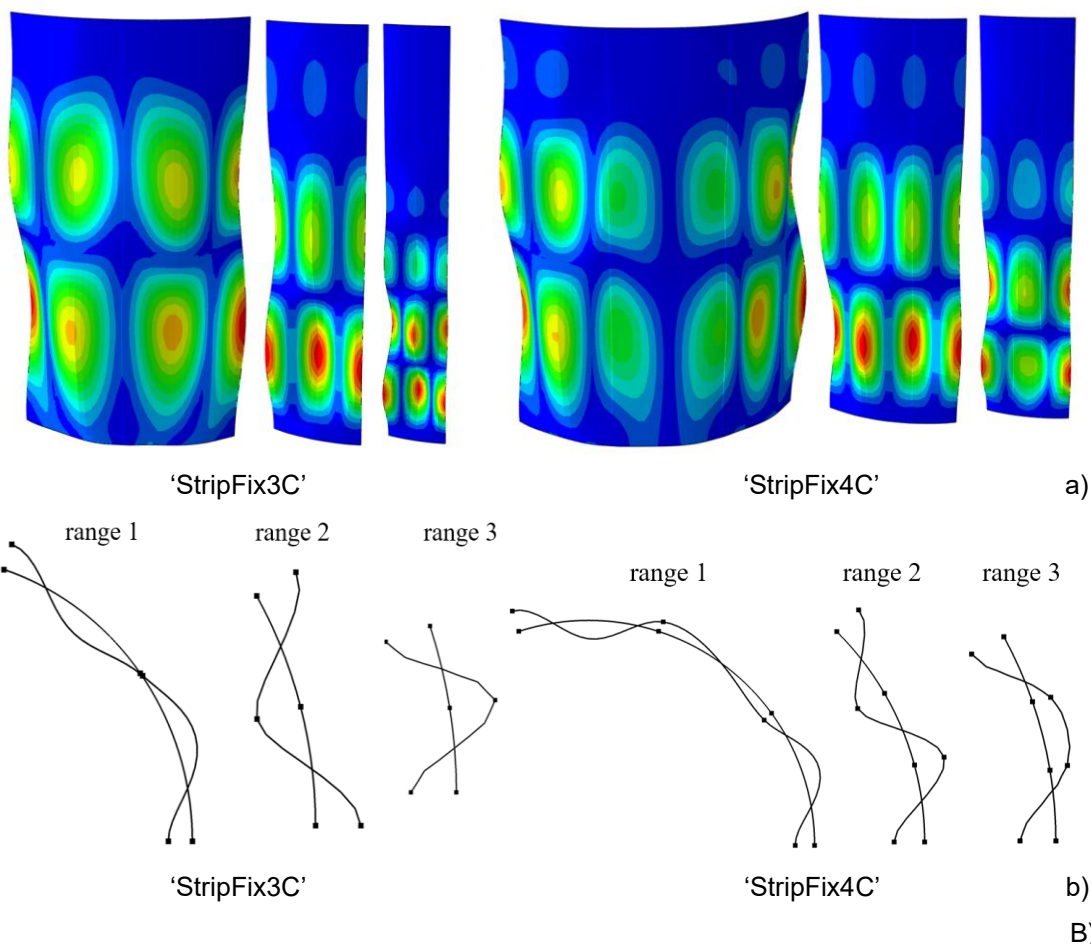 ‘StripFix3C’ ‘StripFix4C’ a)
range 1 range 2 range 3 range 1 range 2 range 3
‘StripFix3C’ ‘StripFix4C’ b)
B)